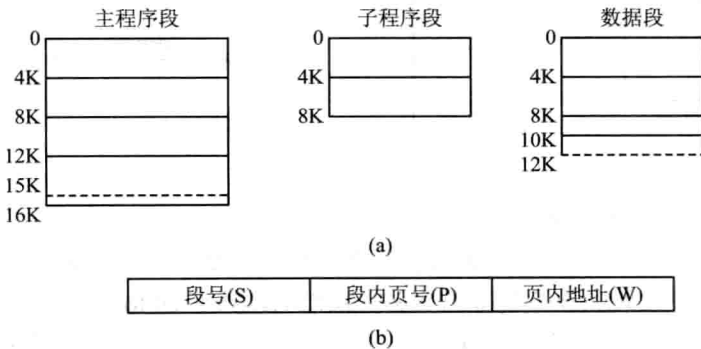 主程序段
0
4K
8K
12K
15K
16K
子程序段
0
4K
8K
数据段
0
4K
8K
10K
12K
(a)
段号(S) 段内页号(P) 页内地址(W)
(b)